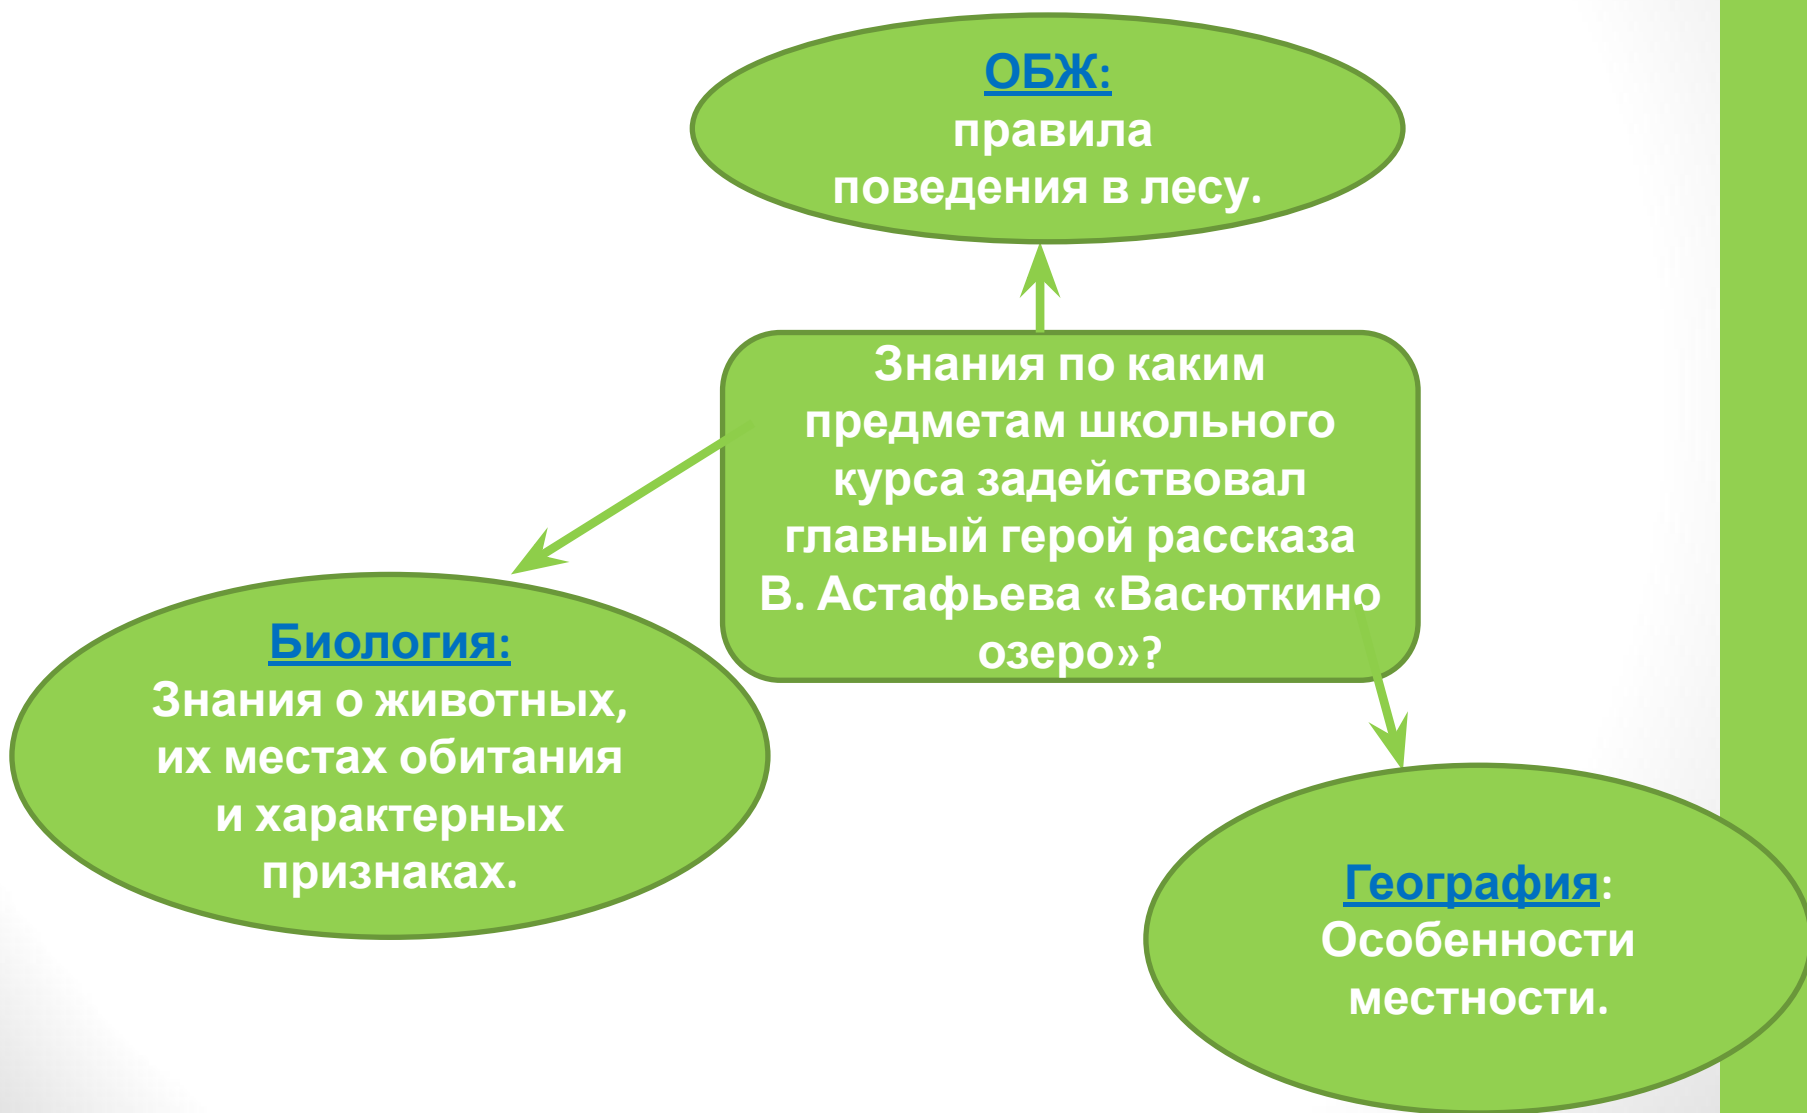 ОБЖ:
правила
поведения в лесу.
Знания по каким
предметам школьного
курса задействовал
главный герой рассказа
В. Астафьева «Васюткино
озеро»?
Биология:
Знания о животных,
их местах обитания
и характерных
признаках.
География:
Особенности
местности.